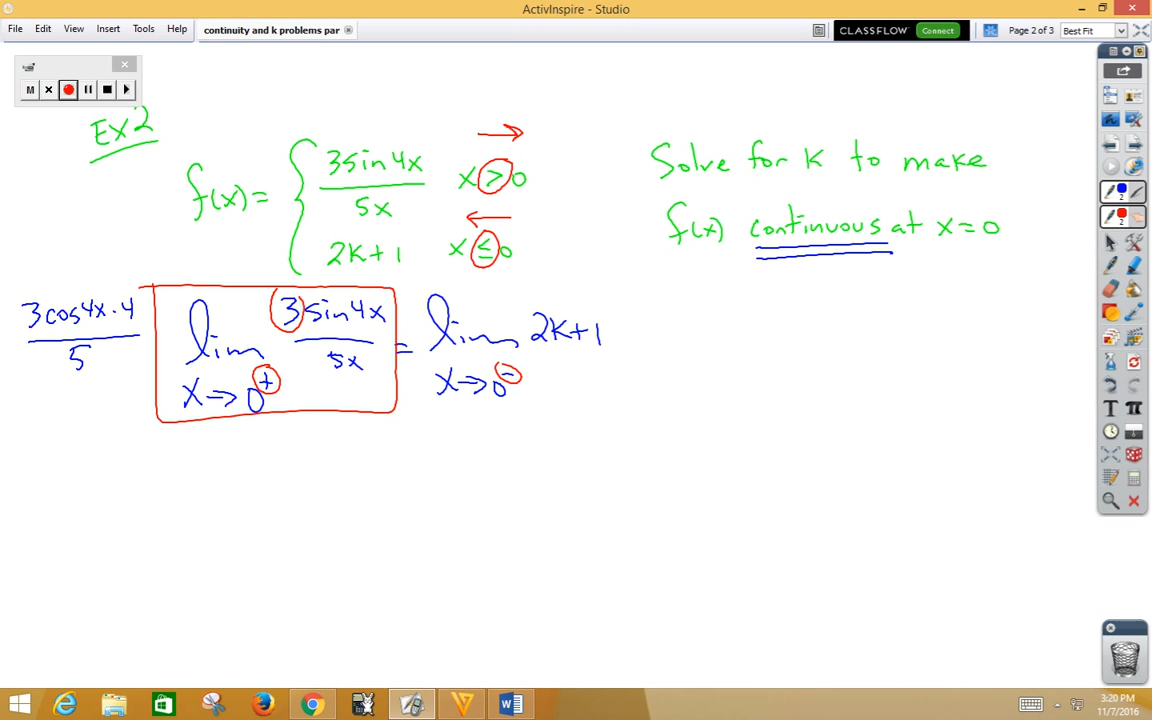 ActivInspire - Studio
File Edit View Insert Tools Help
continuity and k problems par
CLASSFLOW Connect
Page 2 of 3
Best Fit
M
Ex 2
f(x) = { 3sin4x / 5x x > 0
2K+1 x ≤ 0
Solve for K to make
f(x) continuous at x=0
3cos4x·4 / 5
lim x→0⁺ 3sin4x / 5x = lim x→0⁻ 2K+1
2
2
3:20 PM
11/7/2016